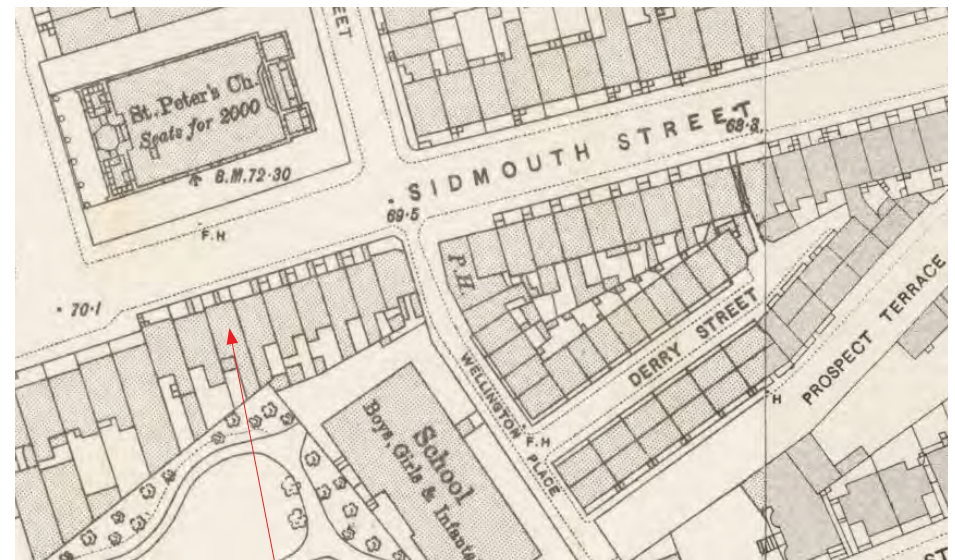 STREET
St. Peter's Ch.
Seats for 2000
B.M.72·30
SIDMOUTH STREET
68·3
69·5
F.H
70·1
P.H.
DERRY STREET
PROSPECT TERRACE
WELLINGTON PLACE
F.H
F.H
School
Boys, Girls & Infants
ST